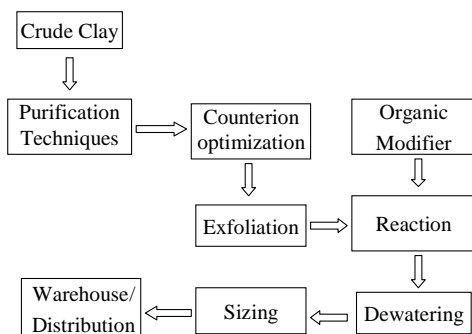 Crude Clay
Purification
Techniques
Counterion
optimization
Organic
Modifier
Exfoliation
Reaction
Warehouse/
Distribution
Sizing
Dewatering